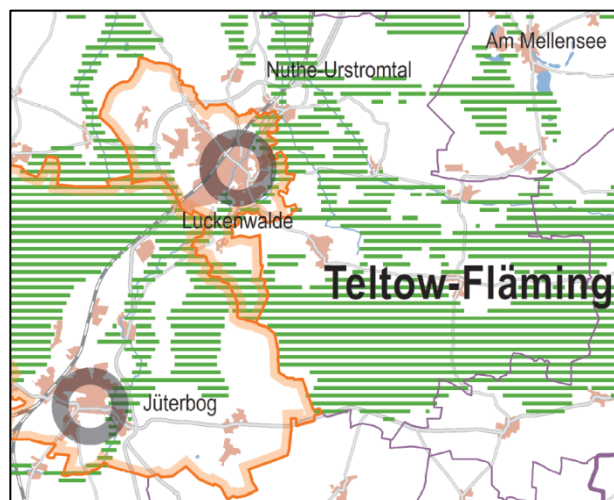 Am Mellensee
Nuthe-Urstromtal
Luckenwalde
Teltow-Fläming
Jüterbog